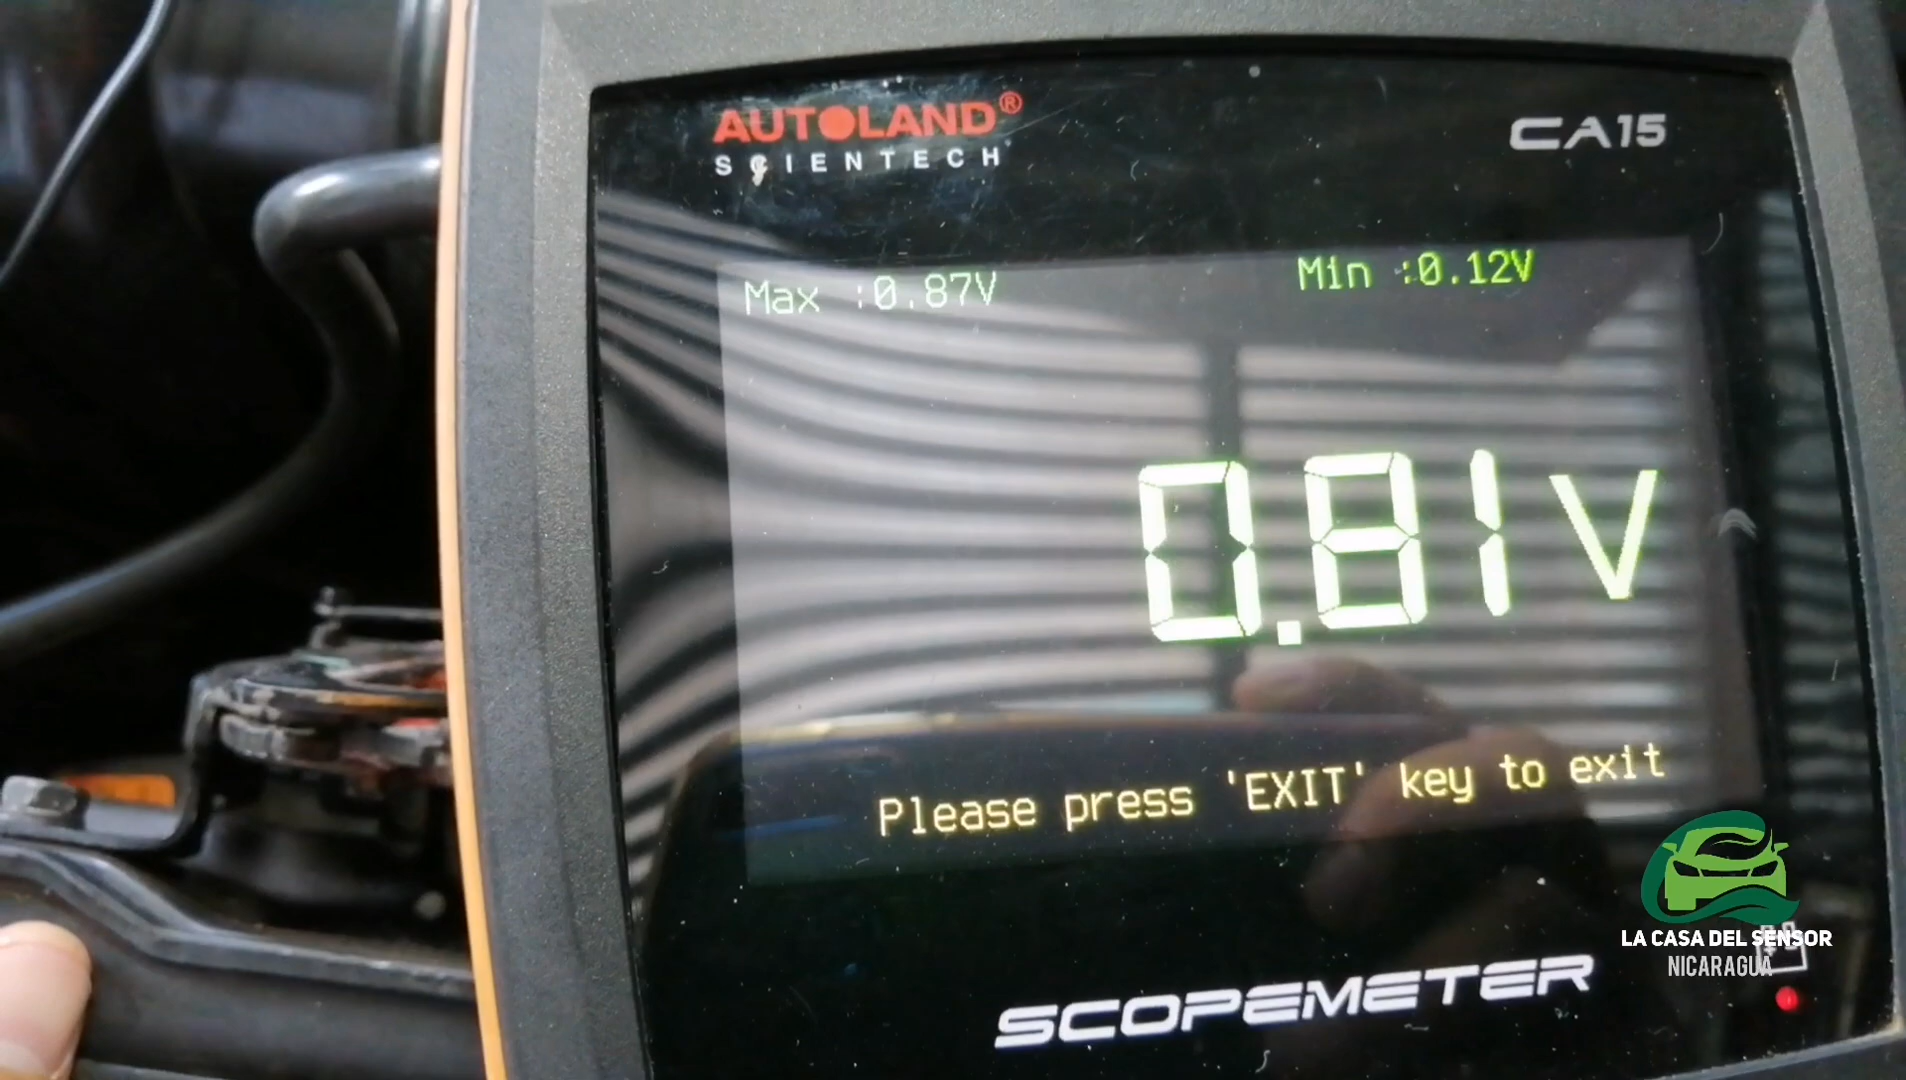 AUTOLAND®
SCIENTECH
CA15
Max :0.87V
Min :0.12V
0.81V
Please press 'EXIT' key to exit
LA CASA DEL SENSOR
NICARAGUA
SCOPEMETER